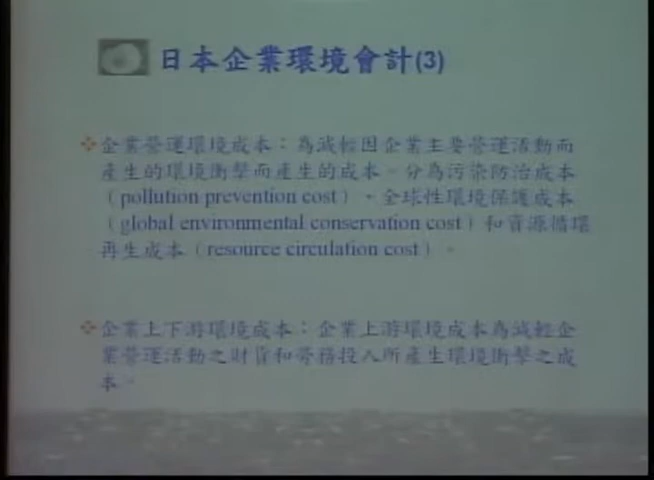 日本企業環境會計(3)
企業營運環境成本：為減輕因企業主要營運活動而
產生的環境衝擊而產生的成本。分為污染防治成本
（pollution prevention cost）、全球性環境保護成本
（global environmental conservation cost）和資源循環
再生成本（resource circulation cost）。
企業上下游環境成本：企業上游環境成本為減輕企
業營運活動之財貨和勞務投入所產生環境衝擊之成
本。